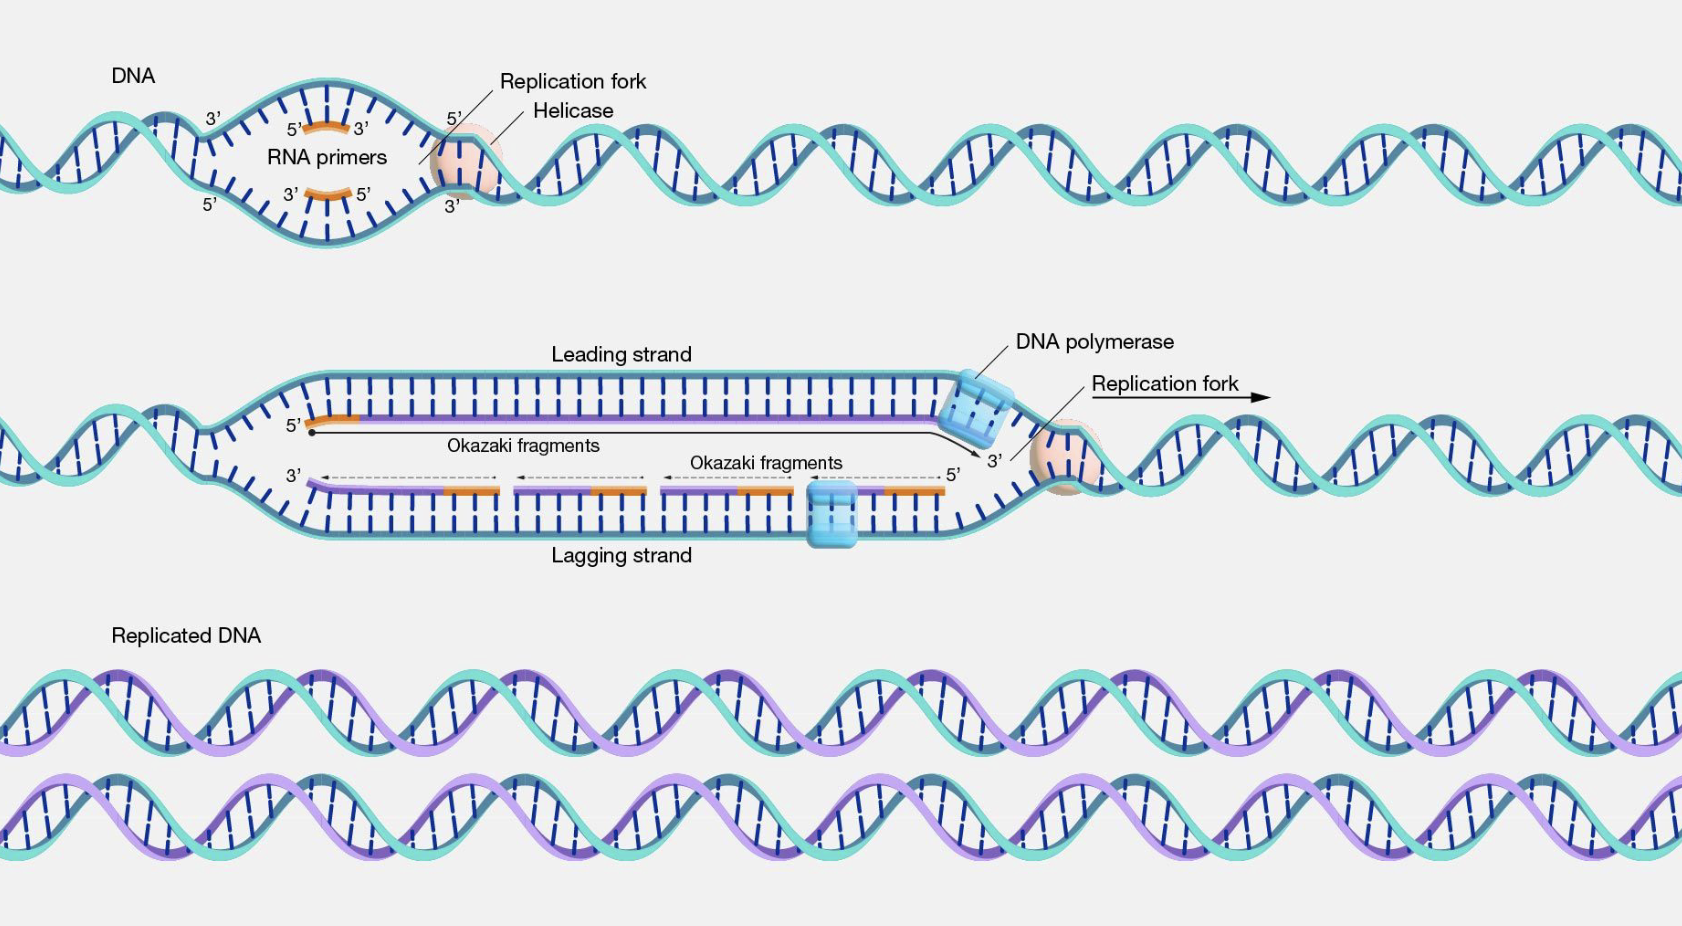 DNA
Replication fork
Helicase
3’
5’
5’
3’
RNA primers
3’
5’
5’
3’
DNA polymerase
Leading strand
Replication fork
5’
Okazaki fragments
Okazaki fragments
3’
3’
5’
Lagging strand
Replicated DNA